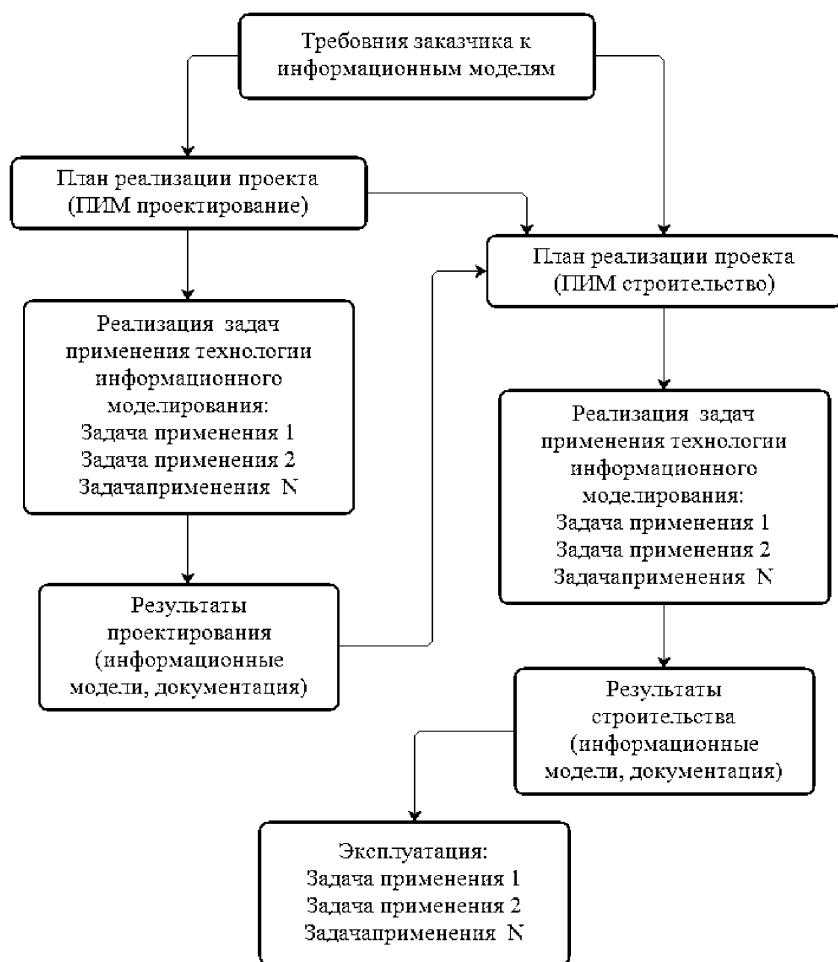 Требовния заказчика к
информационным моделям
План реализации проекта
(ПИМ проектирование)
План реализации проекта
(ПИМ строительство)
Реализация задач
применения технологии
информационного
моделирования:
Задача применения 1
Задача применения 2
Задачаприменения N
Реализация задач
применения технологии
информационного
моделирования:
Задача применения 1
Задача применения 2
Задачаприменения N
Результаты
проектирования
(информационные
модели, документация)
Результаты
строительства
(информационные
модели, документация)
Эксплуатация:
Задача применения 1
Задача применения 2
Задачаприменения N